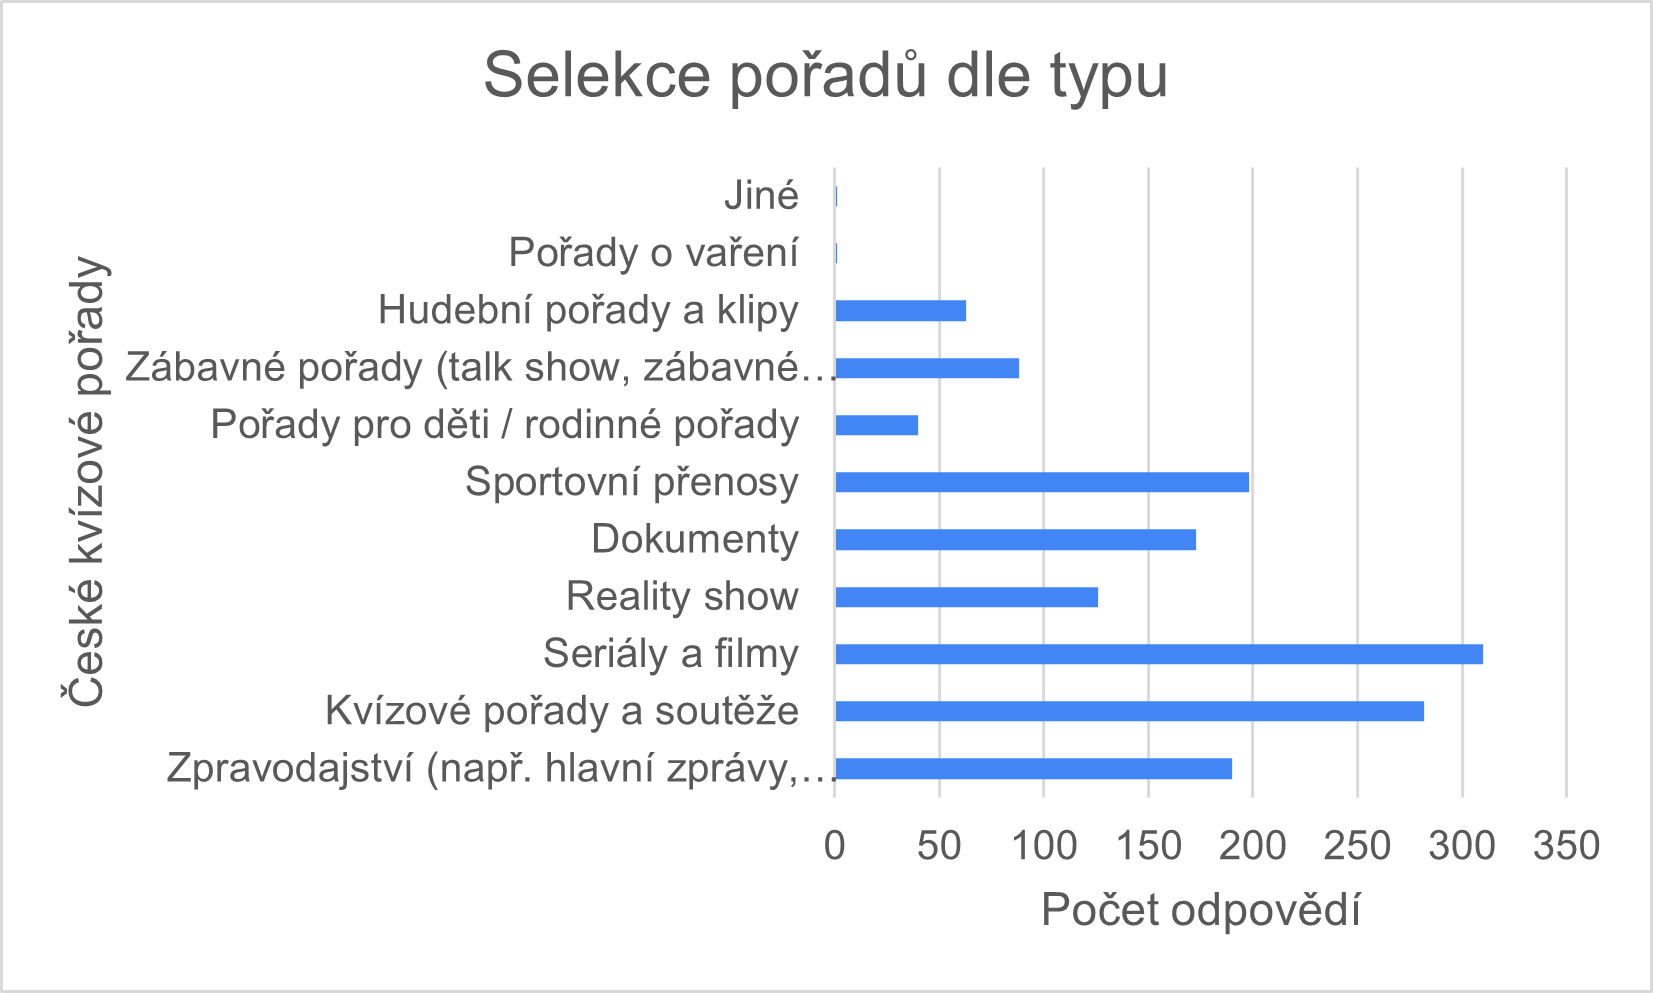 Selekce pořadů dle typu
České kvízové pořady
Jiné
Pořady o vaření
Hudební pořady a klipy
Zábavné pořady (talk show, zábavné…
Pořady pro děti / rodinné pořady
Sportovní přenosy
Dokumenty
Reality show
Seriály a filmy
Kvízové pořady a soutěže
Zpravodajství (např. hlavní zprávy,…
0 50 100 150 200 250 300 350
Počet odpovědí